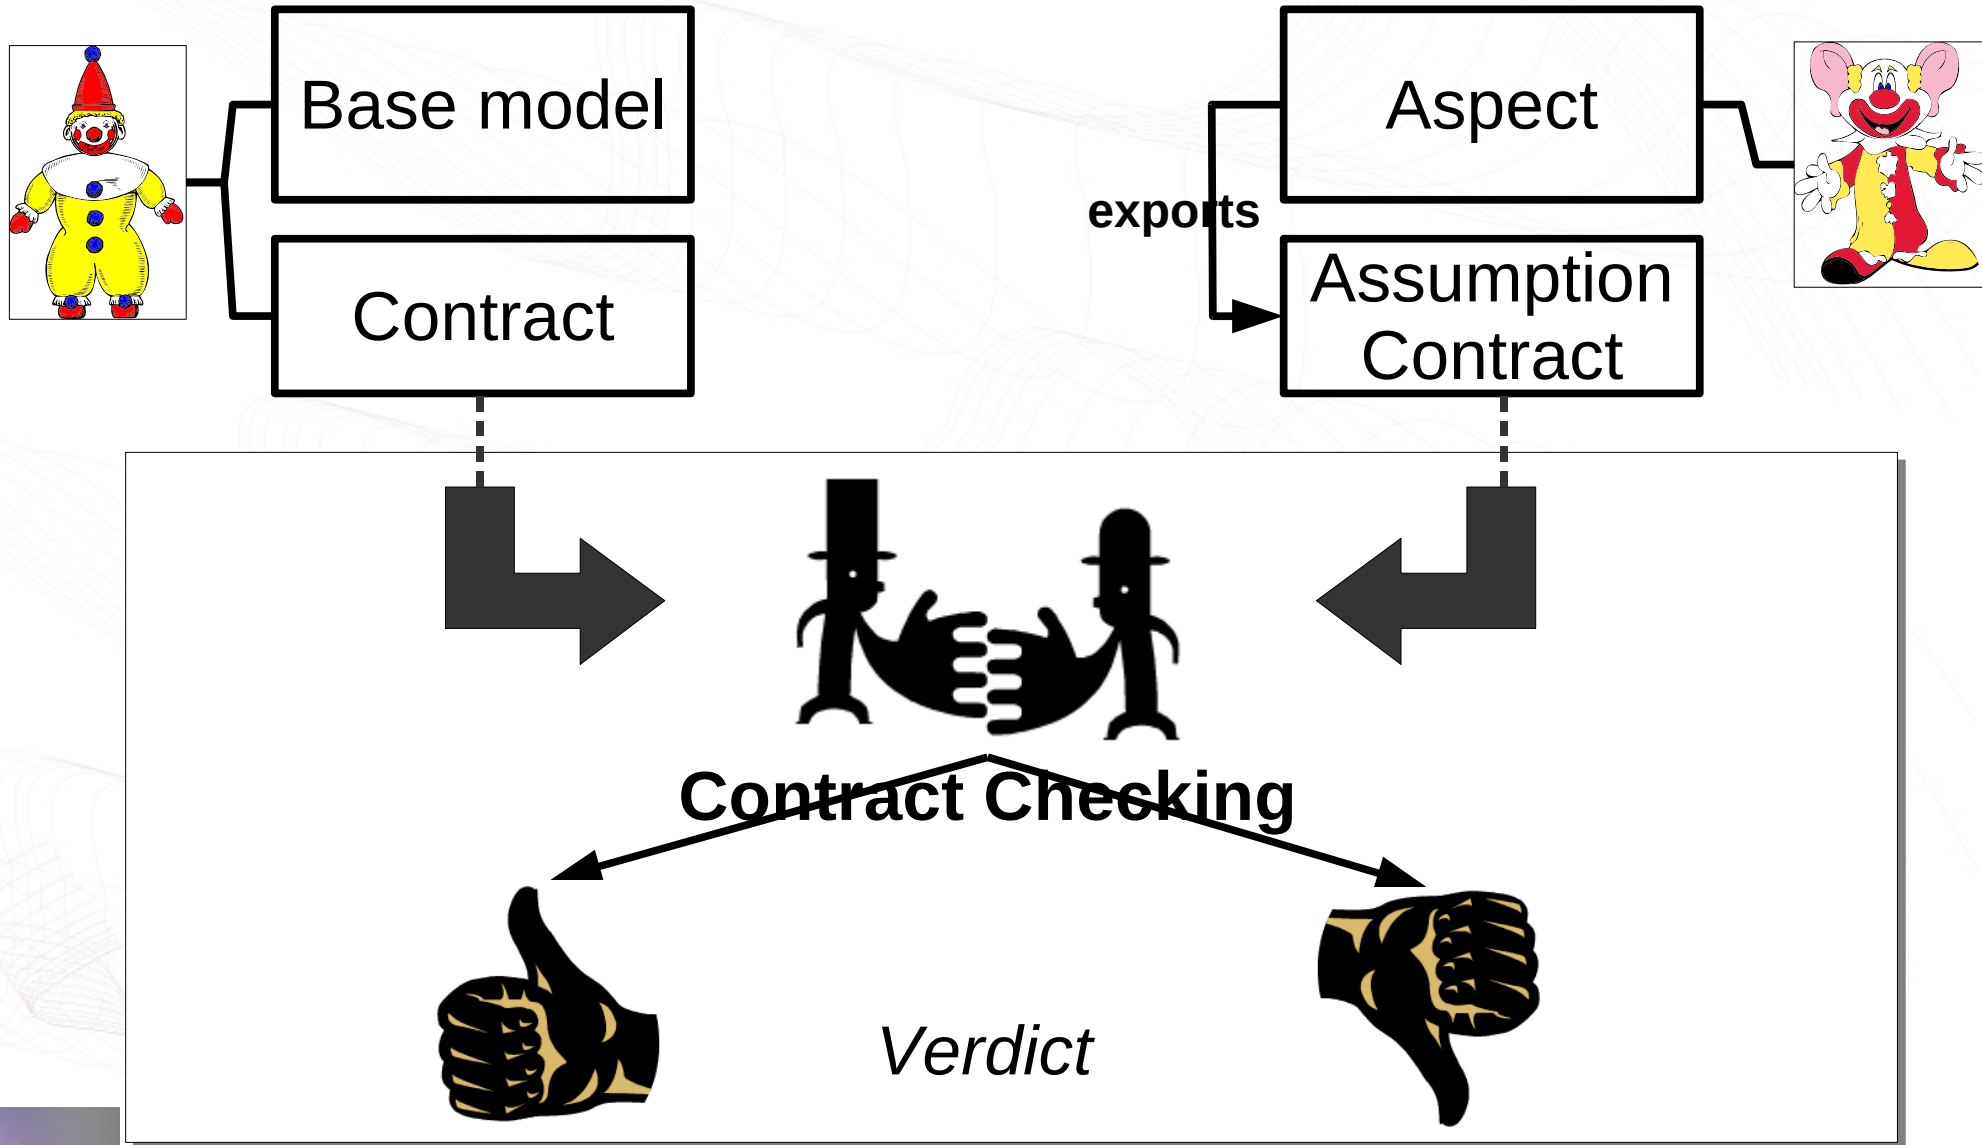 Base model
Aspect
exports
Contract
Assumption
Contract
Contract Checking
Verdict